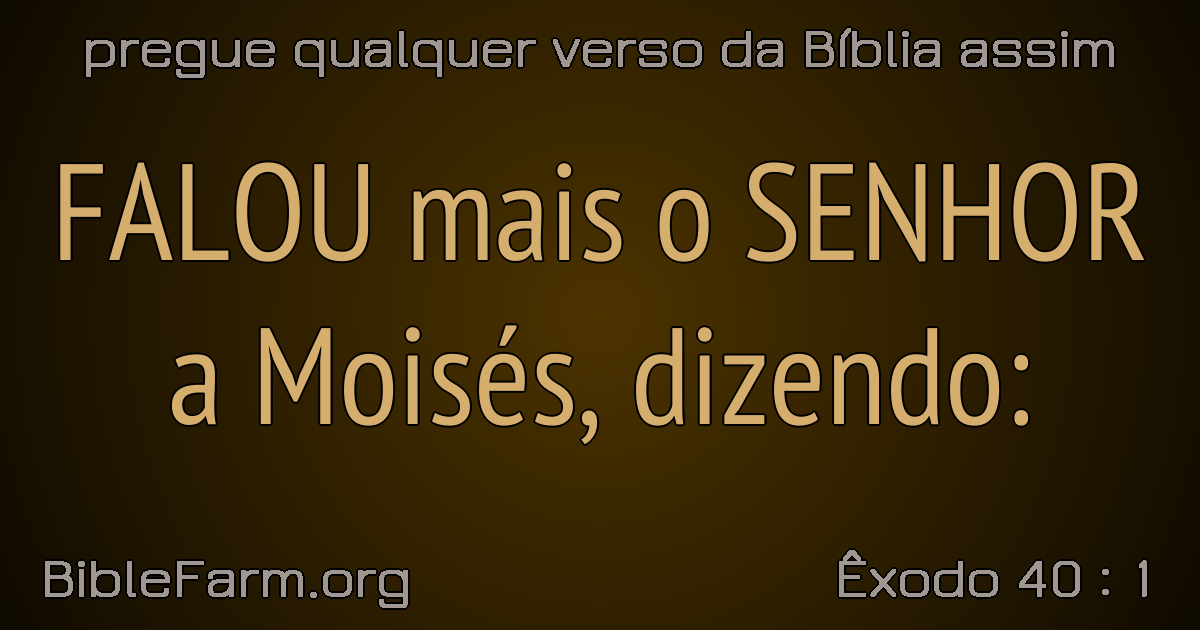 pregue qualquer verso da Bíblia assim
FALOU mais o SENHOR
a Moisés, dizendo:
BibleFarm.org
Êxodo 40 : 1